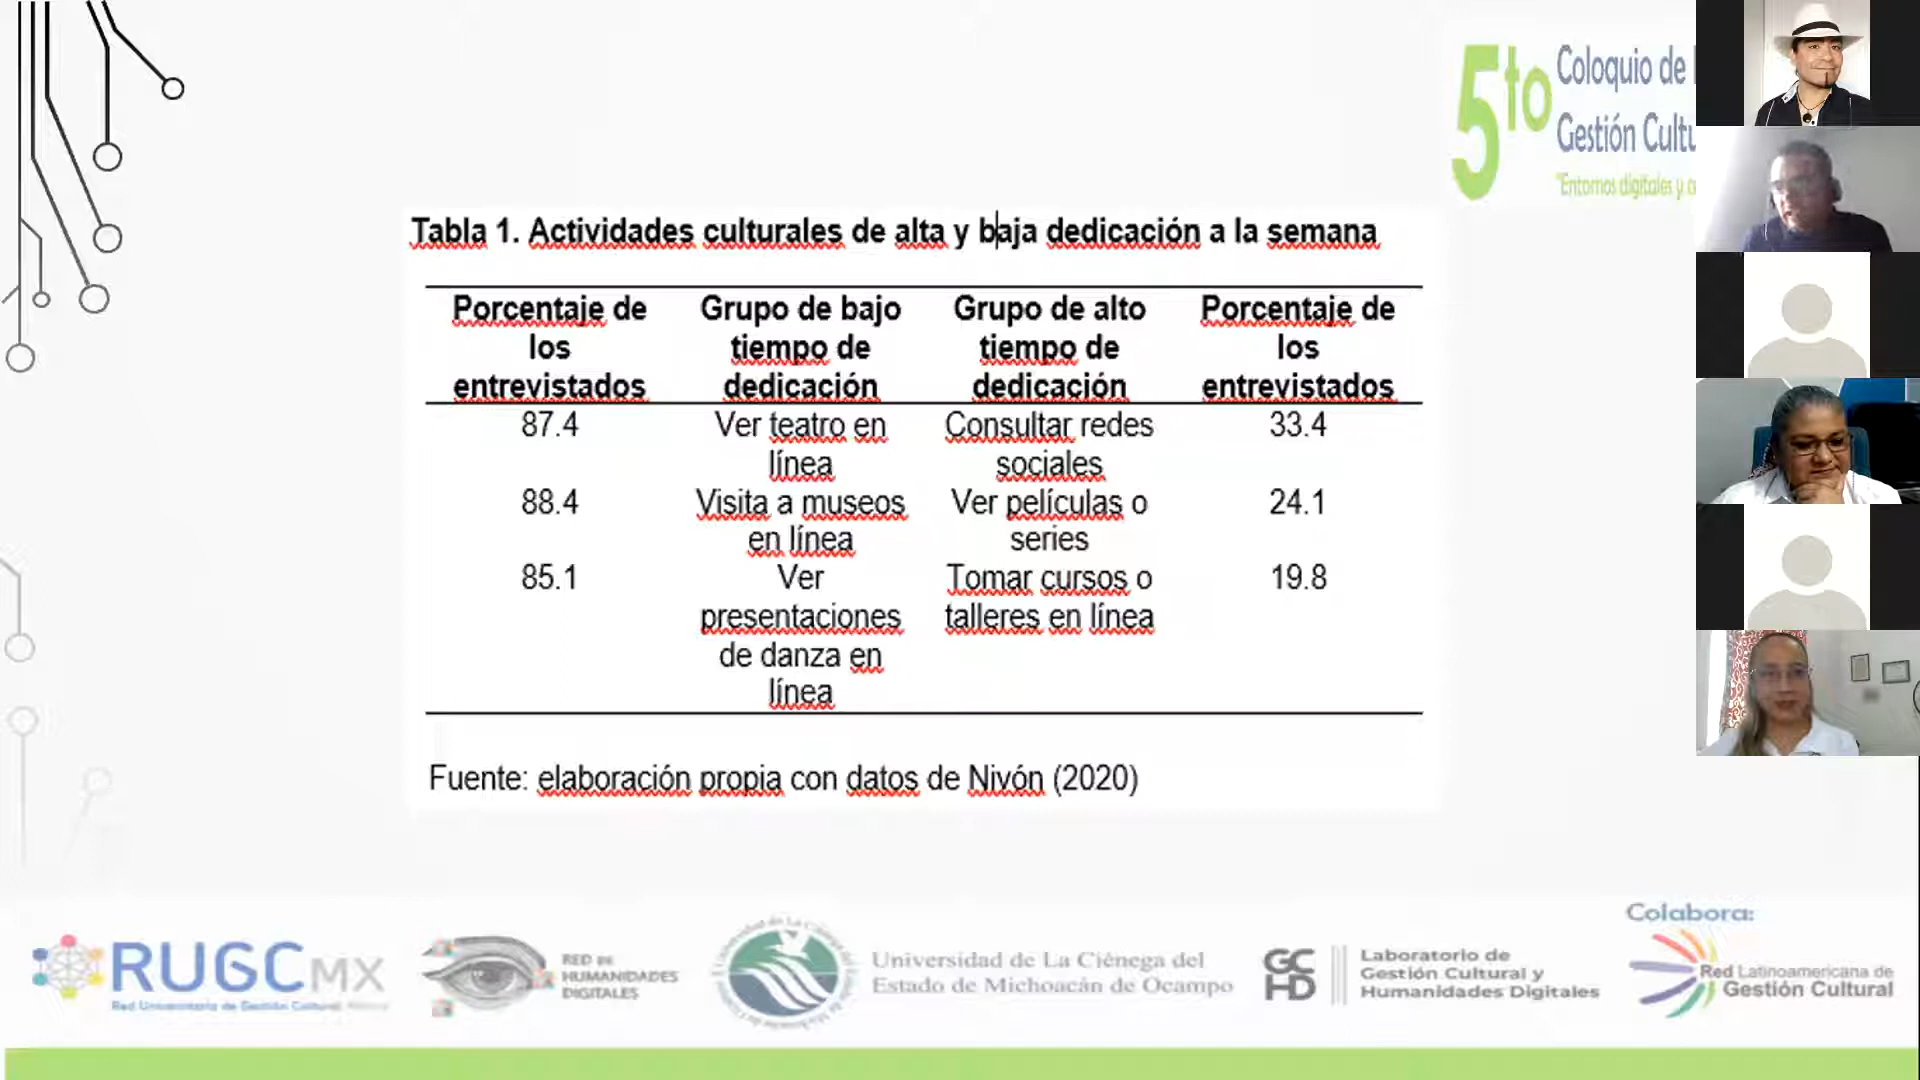 5to
Coloquio de
Gestión Cultu
"Entornos digitales y
Tabla 1. Actividades culturales de alta y baja dedicación a la semana
Porcentaje de los entrevistados
Grupo de bajo tiempo de dedicación
Grupo de alto tiempo de dedicación
Porcentaje de los entrevistados
87.4
Ver teatro en línea
Consultar redes sociales
33.4
88.4
Visita a museos en línea
Ver películas o series
24.1
85.1
Ver presentaciones de danza en línea
Tomar cursos o talleres en línea
19.8
Fuente: elaboración propia con datos de Nivón (2020)
RUGCMX
Red Universitaria de Gestión Cultural México
RED DE
HUMANIDADES
DIGITALES
Universidad de La Ciénega del
Estado de Michoacán de Ocampo
GC
HD
Laboratorio de
Gestión Cultural y
Humanidades Digitales
Colabora:
Red Latinoamericana de
Gestión Cultural